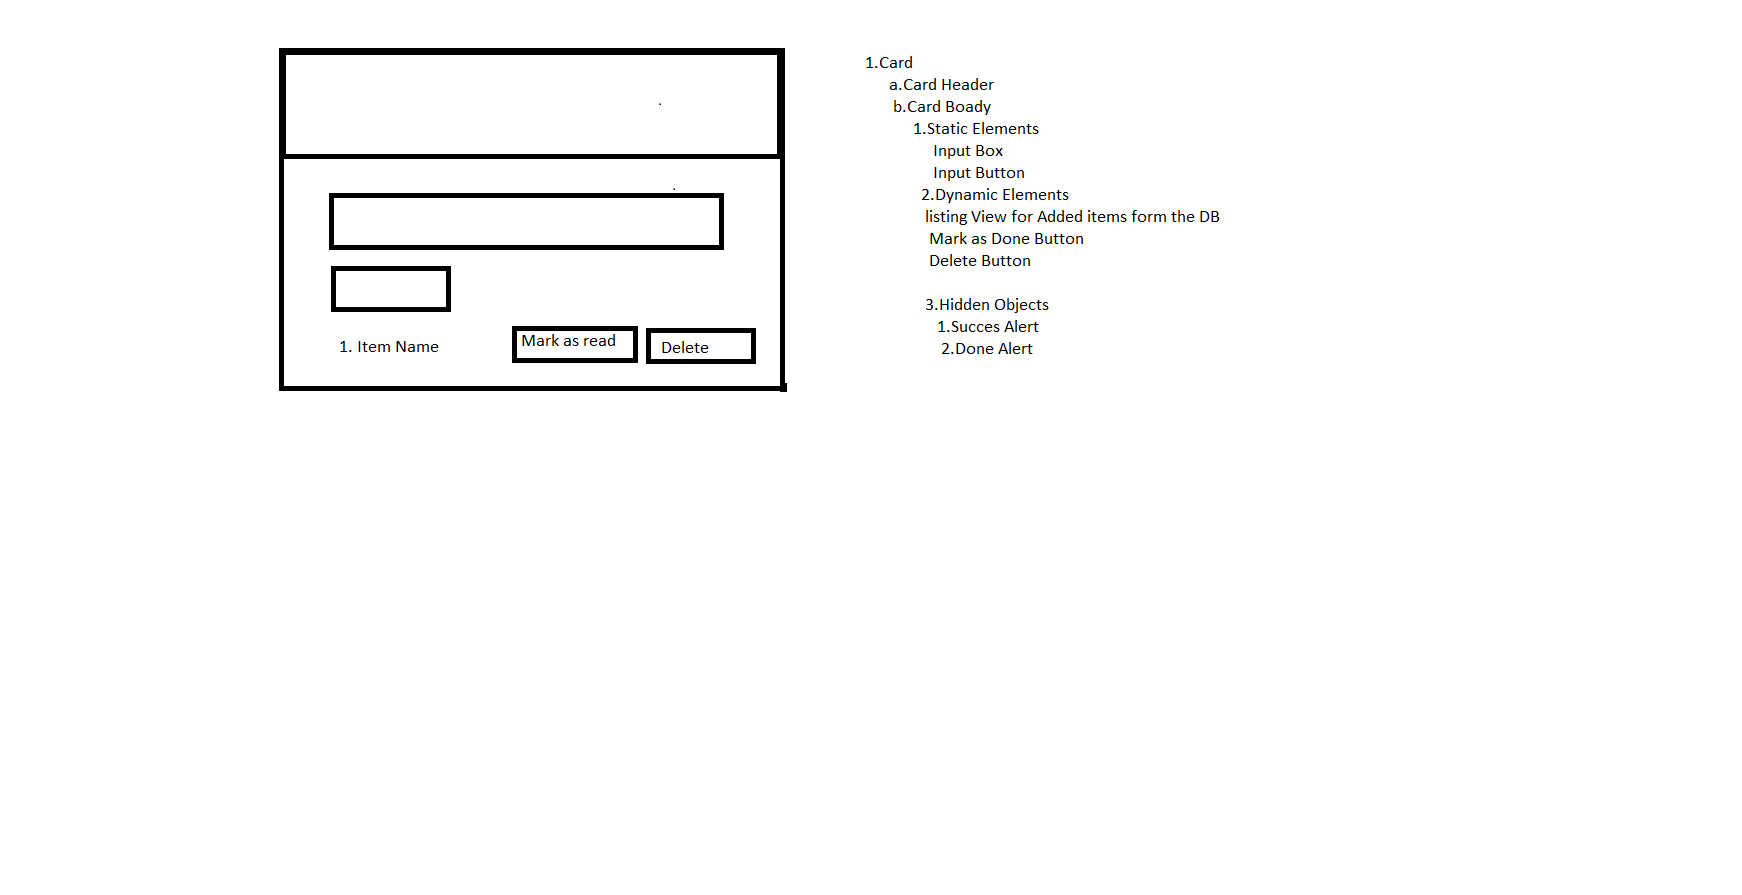 1. Item Name
Mark as read
Delete
1.Card
a.Card Header
b.Card Boady
1.Static Elements
Input Box
Input Button
2.Dynamic Elements
listing View for Added items form the DB
Mark as Done Button
Delete Button
3.Hidden Objects
1.Succes Alert
2.Done Alert